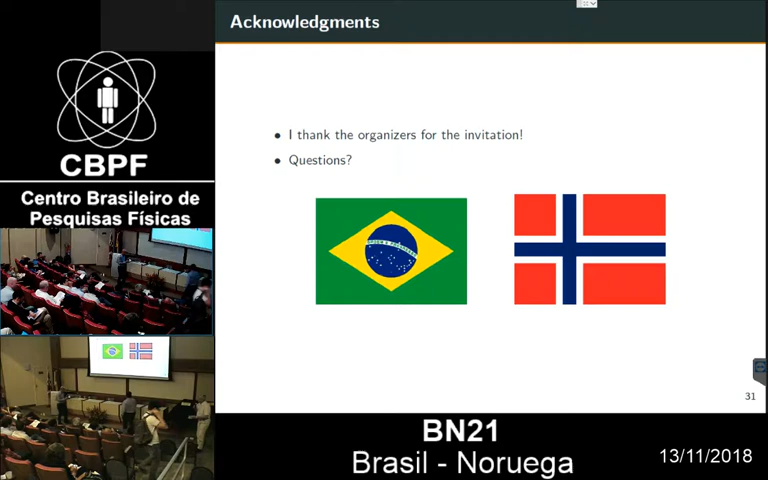 Acknowledgments
CBPF
Centro Brasileiro de
Pesquisas Físicas
• I thank the organizers for the invitation!
• Questions?
31
BN21
Brasil - Noruega
13/11/2018